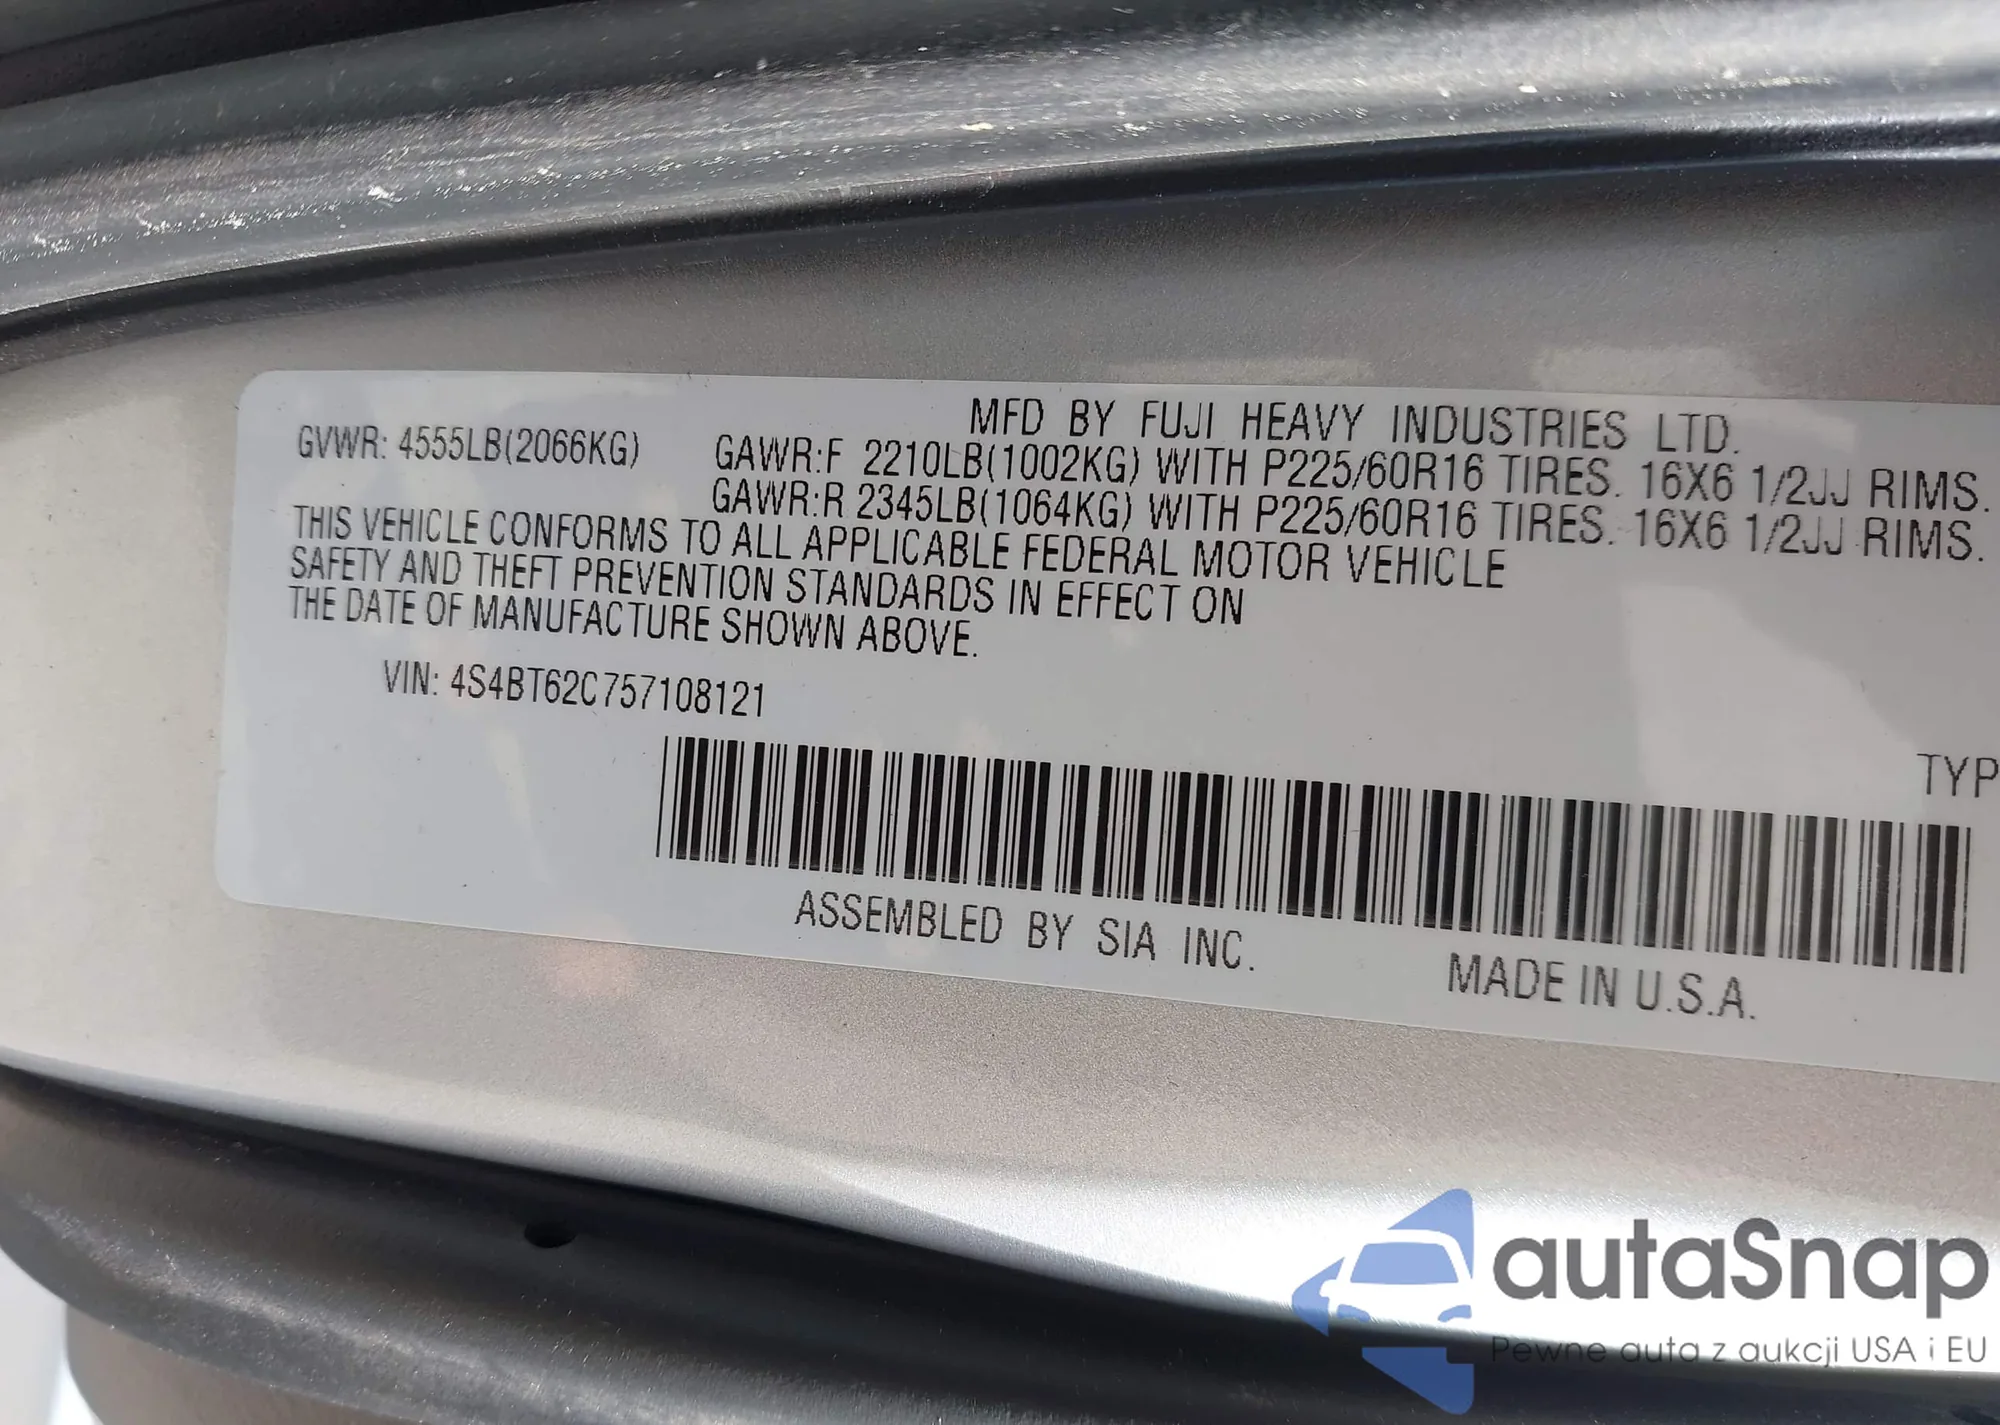 MFD BY FUJI HEAVY INDUSTRIES LTD.
GVWR: 4555LB(2066KG) GAWR:F 2210LB(1002KG) WITH P225/60R16 TIRES. 16X6 1/2JJ RIMS.
GAWR:R 2345LB(1064KG) WITH P225/60R16 TIRES. 16X6 1/2JJ RIMS.
THIS VEHICLE CONFORMS TO ALL APPLICABLE FEDERAL MOTOR VEHICLE
SAFETY AND THEFT PREVENTION STANDARDS IN EFFECT ON
THE DATE OF MANUFACTURE SHOWN ABOVE.
VIN: 4S4BT62C757108121
TYP
ASSEMBLED BY SIA INC.
MADE IN U.S.A.
autaSnap
Pewne auta z aukcji USA i EU